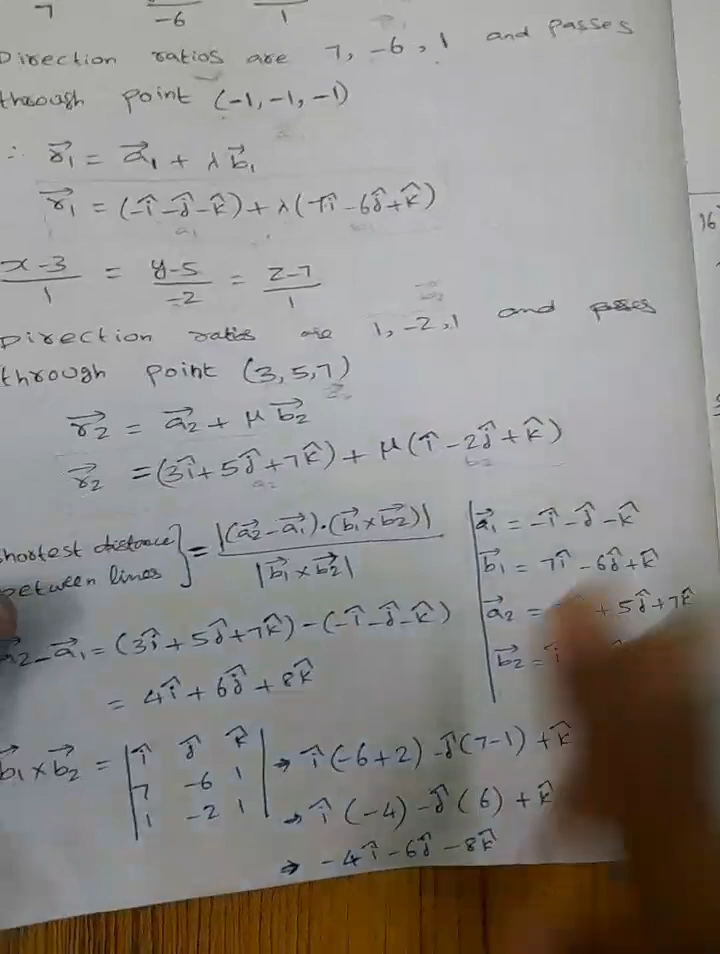 7 -6 1
Direction ratios are 7, -6, 1 and passes
through point (-1, -1, -1)
∴ r⃗₁ = a⃗₁ + λb⃗₁
r⃗₁ = (-î-ĵ-k̂) + λ(7î-6ĵ+k̂)
x-3/1 = y-5/-2 = z-7/1
Direction ratios are 1, -2, 1 and passes
through point (3, 5, 7)
r⃗₂ = a⃗₂ + μb⃗₂
r⃗₂ = (3î+5ĵ+7k̂) + μ(î-2ĵ+k̂)
shortest distance between lines } = |(a⃗₂-a⃗₁).(b⃗₁×b⃗₂)| / |b⃗₁×b⃗₂|
a⃗₁ = -î-ĵ-k̂
b⃗₁ = 7î-6ĵ+k̂
a⃗₂ = +5ĵ+7k̂
b⃗₂ = î
a⃗₂-a⃗₁ = (3î+5ĵ+7k̂)-(-î-ĵ-k̂)
= 4î+6ĵ+8k̂
b⃗₁×b⃗₂ = |î ĵ k̂| → î(-6+2)-ĵ(7-1)+k̂
7 -6 1
1 -2 1 → î(-4)-ĵ(6)+k̂
→ -4î-6ĵ-8k̂
16